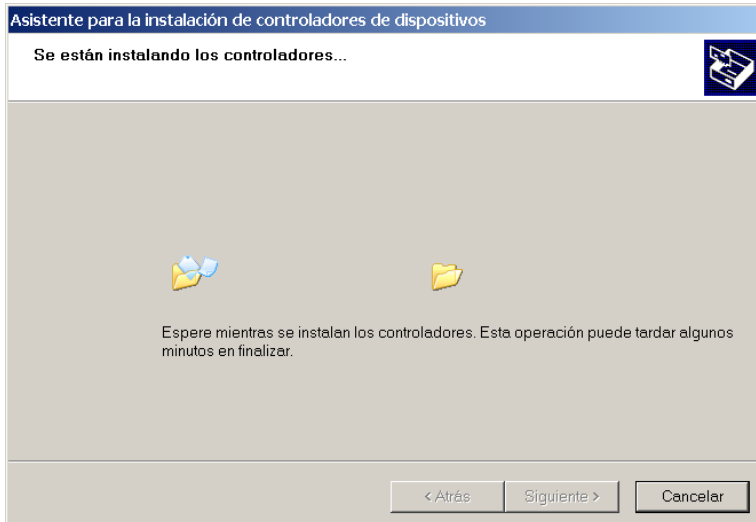 Asistente para la instalación de controladores de dispositivos
Se están instalando los controladores...
Espere mientras se instalan los controladores. Esta operación puede tardar algunos
minutos en finalizar.
< Atrás Siguiente > Cancelar